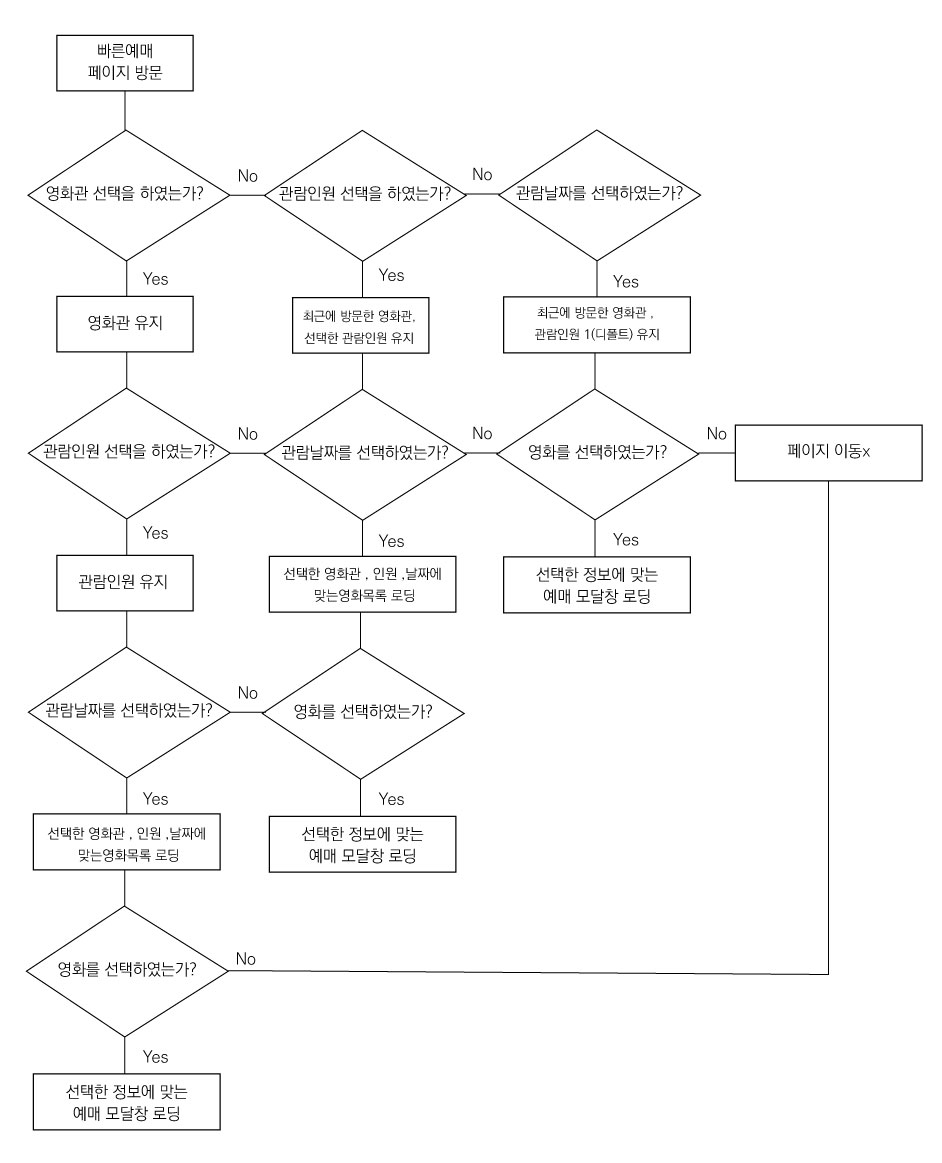 빠른예매
페이지 방문
영화관 선택을 하였는가?
No
관람인원 선택을 하였는가?
No
관람날짜를 선택하였는가?
Yes
Yes
Yes
영화관 유지
최근에 방문한 영화관,
선택한 관람인원 유지
최근에 방문한 영화관 ,
관람인원 1(디폴트) 유지
관람인원 선택을 하였는가?
No
관람날짜를 선택하였는가?
No
영화를 선택하였는가?
No
페이지 이동x
Yes
Yes
Yes
관람인원 유지
선택한 영화관 , 인원 ,날짜에
맞는영화목록 로딩
선택한 정보에 맞는
예매 모달창 로딩
관람날짜를 선택하였는가?
No
영화를 선택하였는가?
Yes
Yes
선택한 영화관 , 인원 ,날짜에
맞는영화목록 로딩
선택한 정보에 맞는
예매 모달창 로딩
영화를 선택하였는가?
No
Yes
선택한 정보에 맞는
예매 모달창 로딩